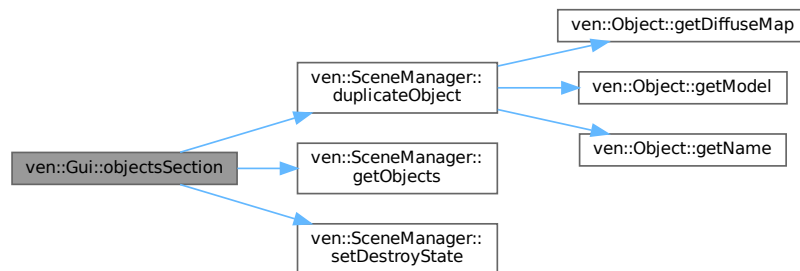 ven::Gui::objectsSection
ven::SceneManager::
duplicateObject
ven::SceneManager::
getObjects
ven::SceneManager::
setDestroyState
ven::Object::getDiffuseMap
ven::Object::getModel
ven::Object::getName